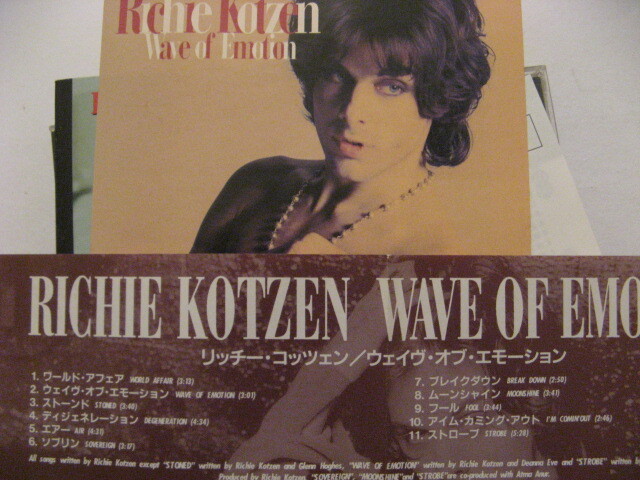 Richie Kotzen
Wave of Emotion
RICHIE KOTZEN WAVE OF EMO
リッチー・コッツェン／ウェイヴ・オブ・エモーション
1. ワールド・アフェア WORLD AFFAIR (3:13)
2. ウェイヴ・オブ・エモーション WAVE OF EMOTION (3:01)
3. ストーンド STONED (3:40)
4. ディジェネレーション DEGENERATION (4:34)
5. エアー AIR (4:31)
6. ソブリン SOVEREIGN (3:17)
7. ブレイクダウン BREAK DOWN (2:50)
8. ムーンシャイン MOONSHINE (3:41)
9. フール FOOL (3:44)
10. アイム・カミング・アウト I'M COMIN'OUT (2:46)
11. ストローブ STROBE (5:28)
All songs written by Richie Kotzen except "STONED" written by Richie Kotzen and Glenn Hughes, "WAVE OF EMOTION" written by Richie Kotzen and Deanna Eve and "STROBE" written by
Produced by Richie Kotzen. "SOVEREIGN", "MOONSHINE"and "STROBE"are co-produced with Atma Anur.